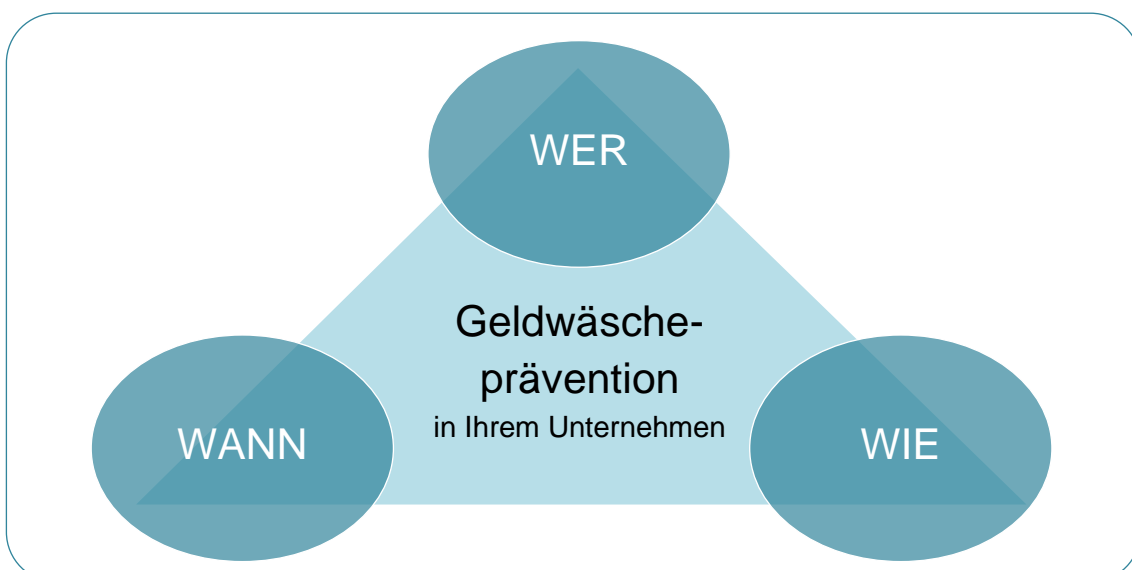 WER
Geldwäsche-
prävention
in Ihrem Unternehmen
WANN
WIE